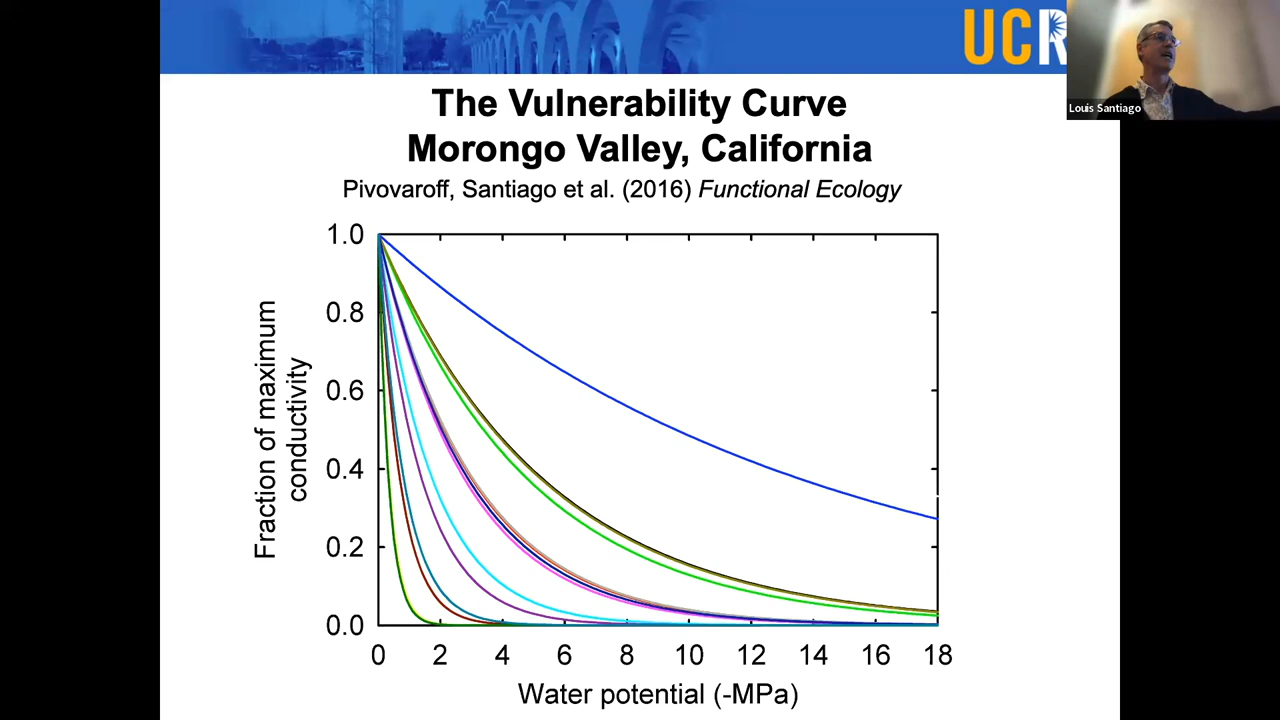 UCR
Louis Santiago
The Vulnerability Curve
Morongo Valley, California
Pivovaroff, Santiago et al. (2016) Functional Ecology
Fraction of maximum
conductivity
1.0
0.8
0.6
0.4
0.2
0.0
0 2 4 6 8 10 12 14 16 18
Water potential (-MPa)